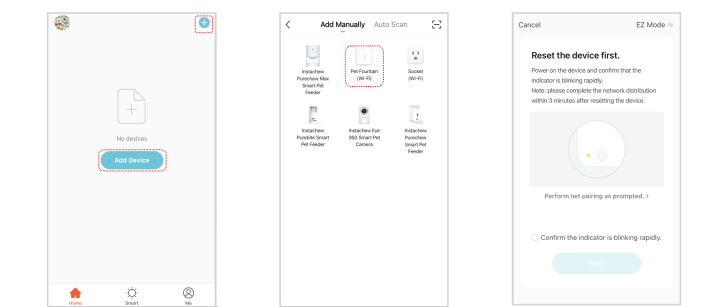 No devices
Add Device
Home
Smart
Me
Add Manually
Auto Scan
Instachew
Purechew Max
Smart Pet
Feeder
Pet Fountain
(Wi-Fi)
Socket
(Wi-Fi)
Instachew
Purebite Smart
Pet Feeder
Instachew Eye
360 Smart Pet
Camera
Instachew
Purechew
Smart Pet
Feeder
Cancel
EZ Mode
Reset the device first.
Power on the device and confirm that the
indicator is blinking rapidly.
Note: please complete the network distribution
within 3 minutes after resetting the device.
Perform net pairing as prompted. >
Confirm the indicator is blinking rapidly.
Next